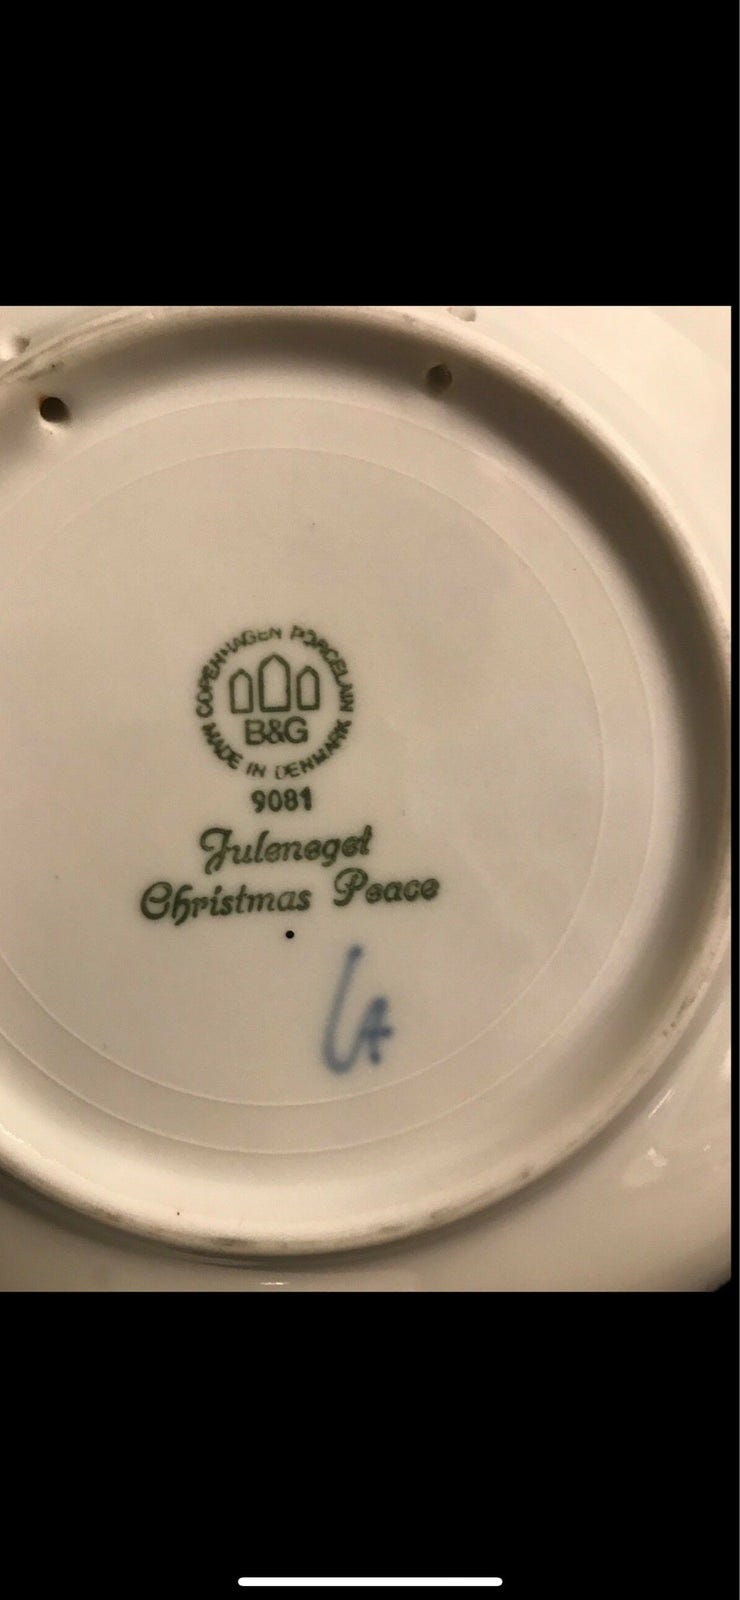 COPENHAGEN PORCELAIN
B&G
MADE IN DENMARK
9081
Juleneget
Christmas Peace